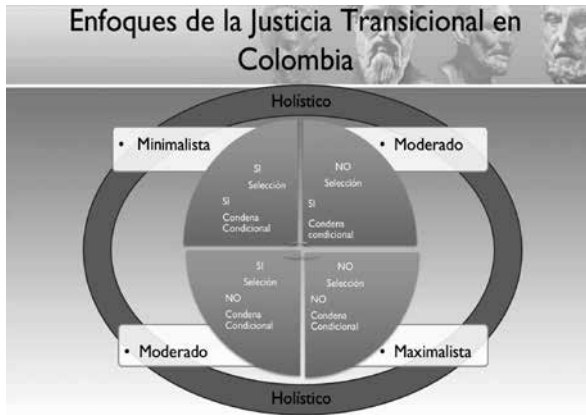 Enfoques de la Justicia Transicional en
Colombia
Holístico
• Minimalista
• Moderado
SI
Selección
SI
Condena
Condicional
NO
Selección
SI
Condena
condicional
SI
Selección
NO
Condena
Condicional
NO
Selección
NO
Condena
Condicional
• Moderado
• Maximalista
Holístico